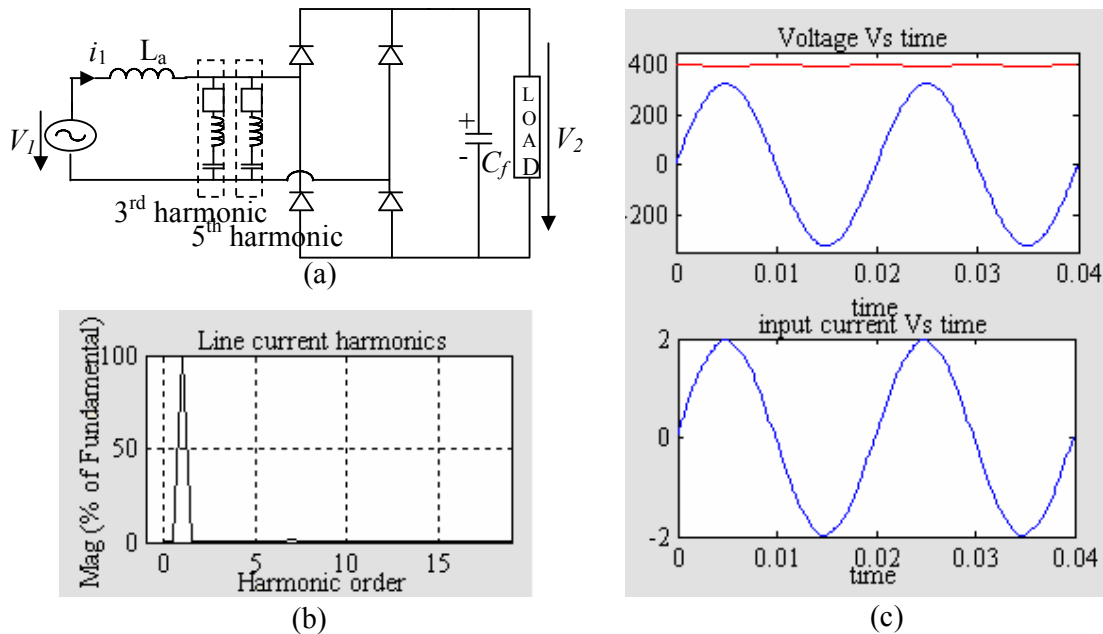 i1 La
V1
+
-
Cf
LOAD
V2
3rd harmonic
5th harmonic
(a)
Line current harmonics
Mag (% of Fundamental)
100
50
0
0 5 10 15
Harmonic order
(b)
Voltage Vs time
400
200
0
-200
0 0.01 0.02 0.03 0.04
time
input current Vs time
2
0
-2
0 0.01 0.02 0.03 0.04
time
(c)